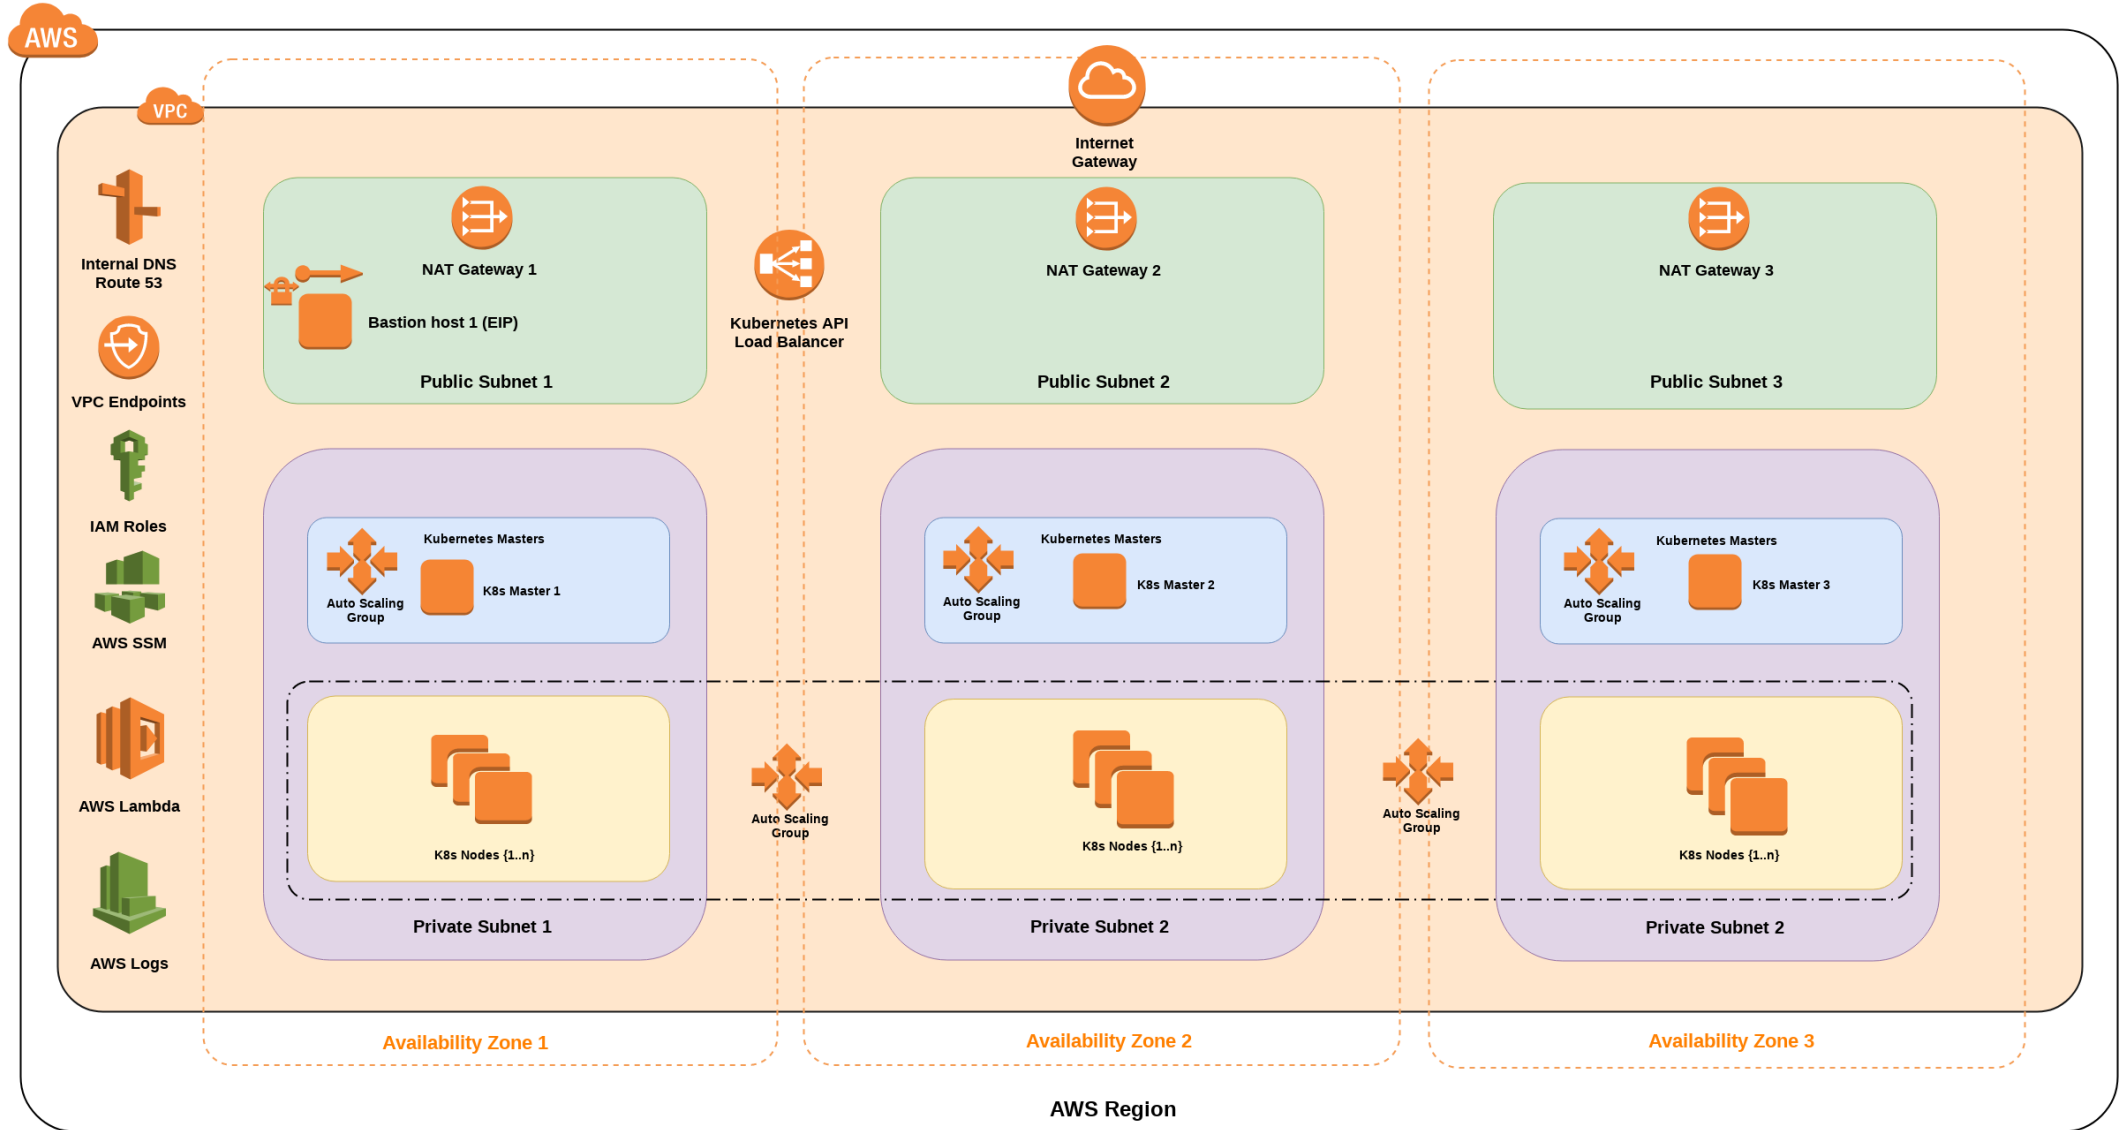 AWS
VPC
Internet
Gateway
Internal DNS
Route 53
VPC Endpoints
IAM Roles
AWS SSM
AWS Lambda
AWS Logs
NAT Gateway 1
Bastion host 1 (EIP)
Public Subnet 1
Kubernetes API
Load Balancer
NAT Gateway 2
Public Subnet 2
NAT Gateway 3
Public Subnet 3
Kubernetes Masters
K8s Master 1
Auto Scaling
Group
Kubernetes Masters
K8s Master 2
Auto Scaling
Group
Kubernetes Masters
K8s Master 3
Auto Scaling
Group
K8s Nodes {1..n}
Auto Scaling
Group
K8s Nodes {1..n}
Auto Scaling
Group
K8s Nodes {1..n}
Private Subnet 1
Private Subnet 2
Private Subnet 2
Availability Zone 1
Availability Zone 2
Availability Zone 3
AWS Region